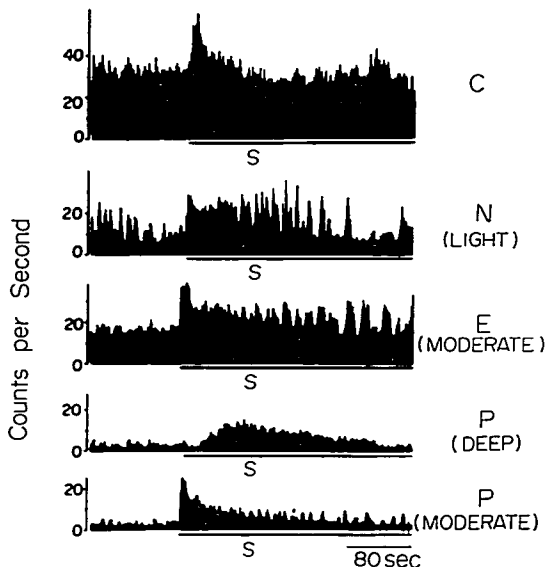 Counts per Second
40
20
0
C
S
20
0
N
(LIGHT)
S
20
0
E
(MODERATE)
S
20
0
P
(DEEP)
S
20
0
P
(MODERATE)
S
80 sec